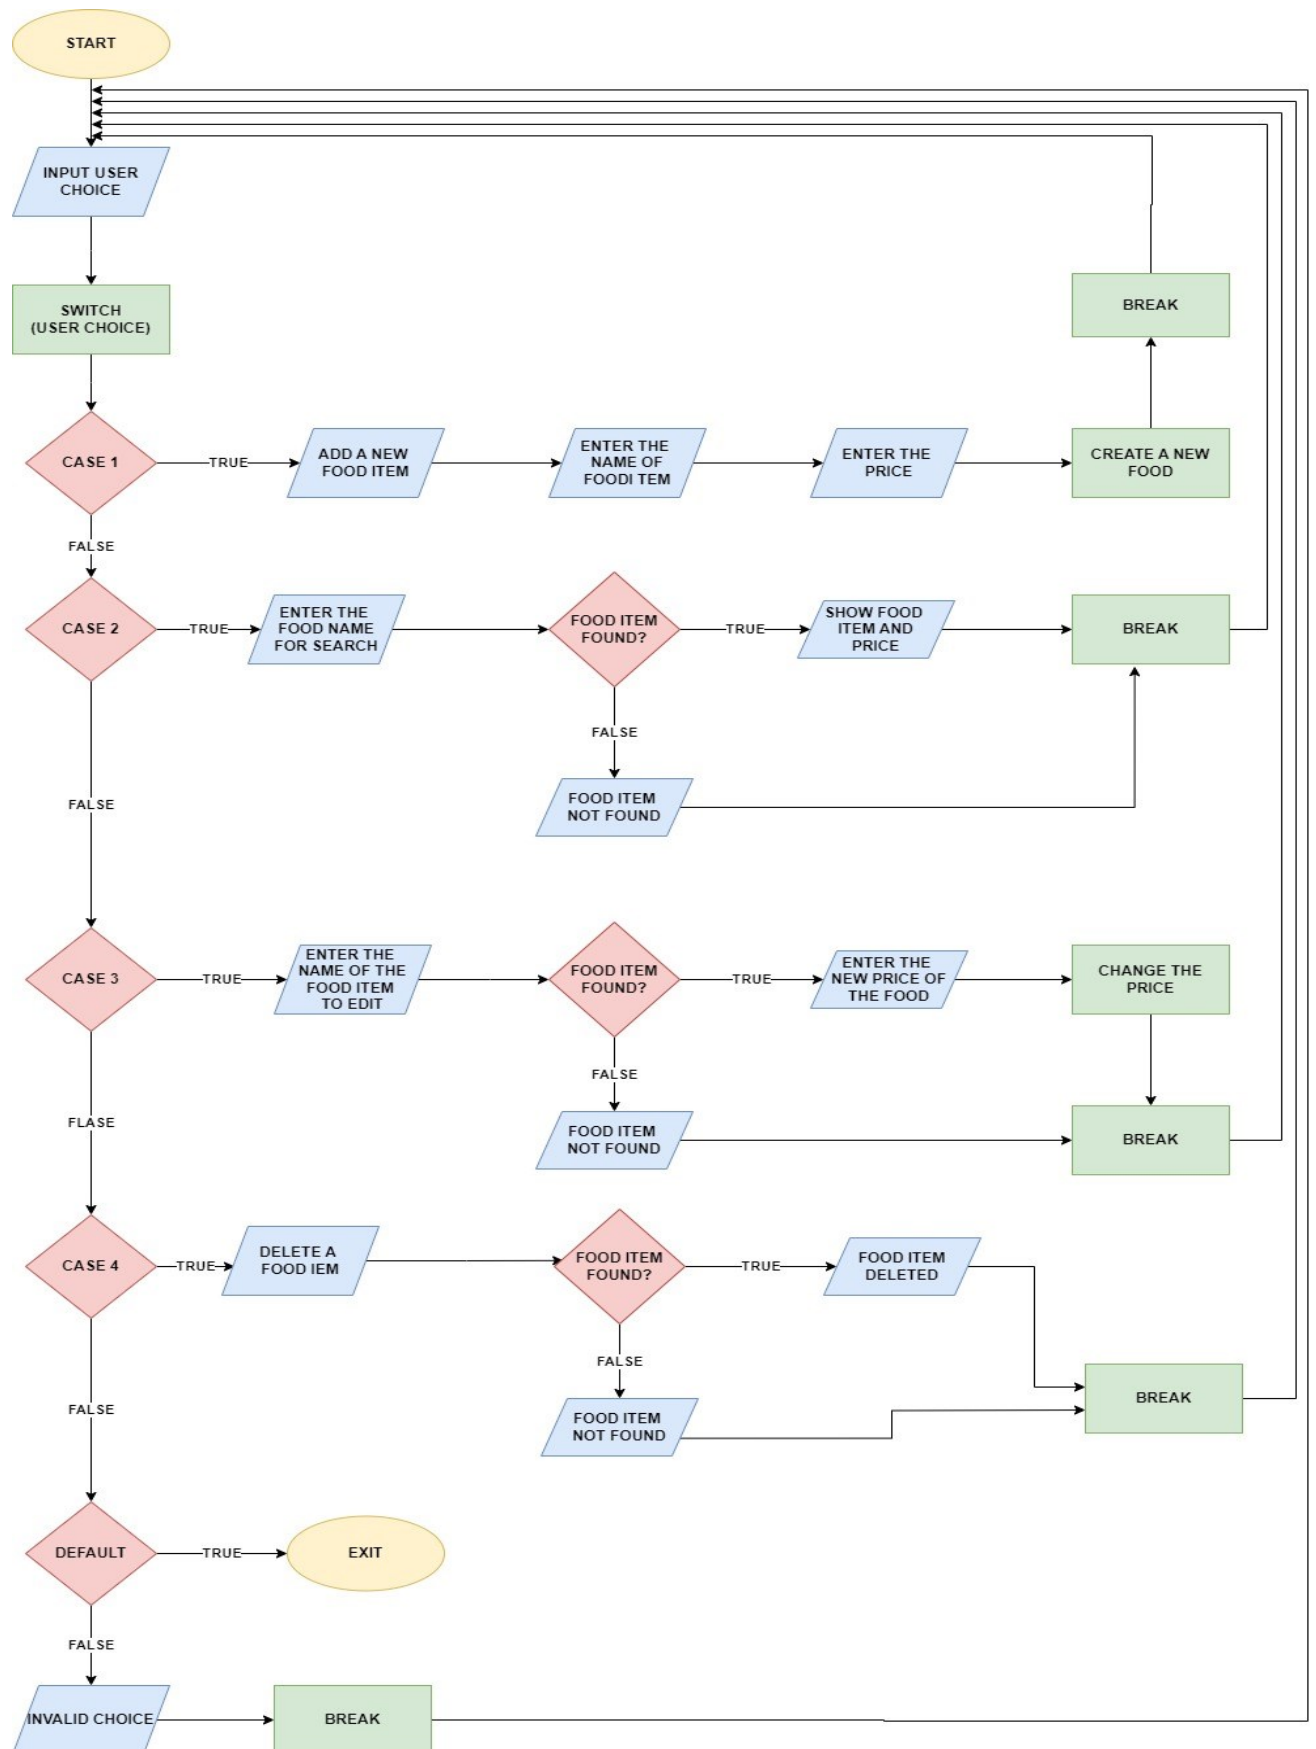 START
INPUT USER
CHOICE
SWITCH
(USER CHOICE)
BREAK
CASE 1
TRUE
ADD A NEW
FOOD ITEM
ENTER THE
NAME OF
FOODI TEM
ENTER THE
PRICE
CREATE A NEW
FOOD
FALSE
CASE 2
TRUE
ENTER THE
FOOD NAME
FOR SEARCH
FOOD ITEM
FOUND?
TRUE
SHOW FOOD
ITEM AND
PRICE
BREAK
FALSE
FOOD ITEM
NOT FOUND
FALSE
CASE 3
TRUE
ENTER THE
NAME OF THE
FOOD ITEM
TO EDIT
FOOD ITEM
FOUND?
TRUE
ENTER THE
NEW PRICE OF
THE FOOD
CHANGE THE
PRICE
FALSE
FOOD ITEM
NOT FOUND
BREAK
FLASE
CASE 4
TRUE
DELETE A
FOOD IEM
FOOD ITEM
FOUND?
TRUE
FOOD ITEM
DELETED
FALSE
FOOD ITEM
NOT FOUND
BREAK
FALSE
DEFAULT
TRUE
EXIT
FALSE
INVALID CHOICE
BREAK